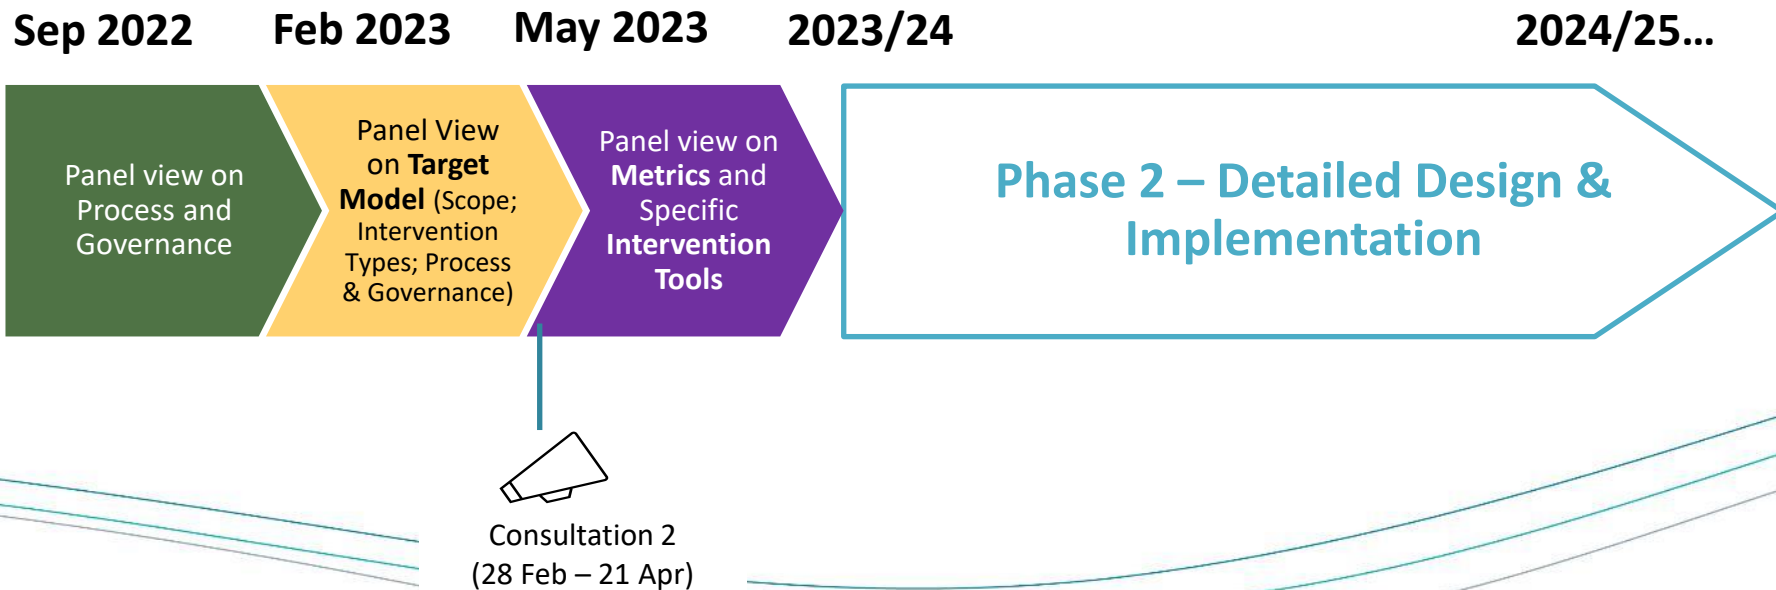 Sep 2022 Feb 2023 May 2023 2023/24 2024/25...
Panel view on
Process and
Governance
Panel View
on Target
Model (Scope;
Intervention
Types; Process
& Governance)
Panel view on
Metrics and
Specific
Intervention
Tools
Phase 2 – Detailed Design &
Implementation
Consultation 2
(28 Feb – 21 Apr)